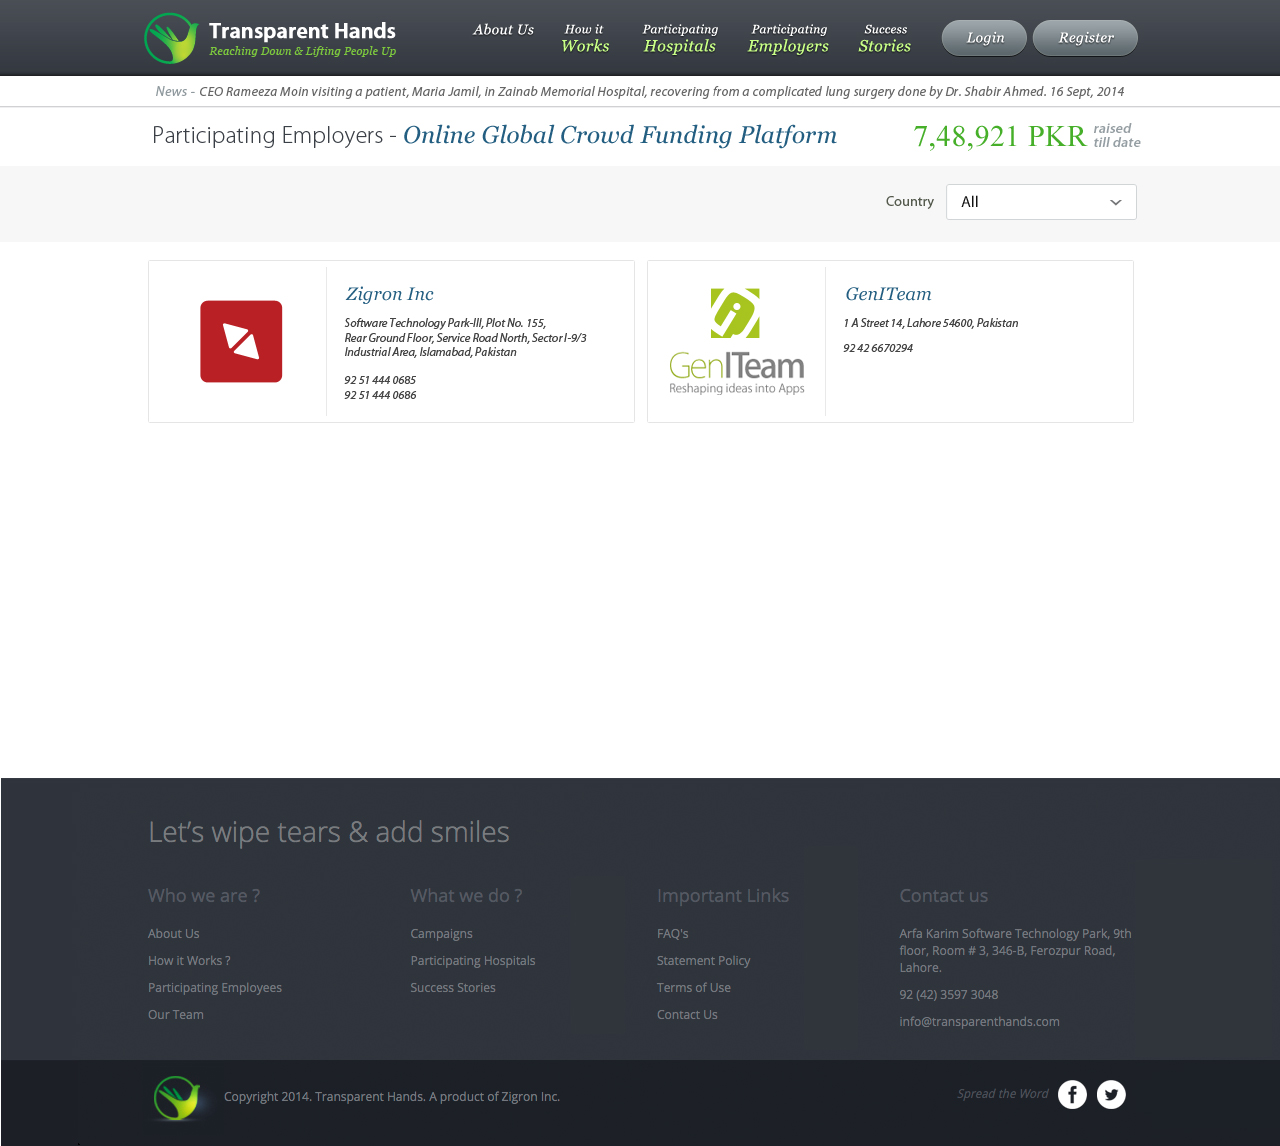 Transparent Hands
Reaching Down & Lifting People Up
About Us
How it
Works
Participating
Hospitals
Participating
Employers
Success
Stories
Login
Register
News - CEO Rameeza Moin visiting a patient, Maria Jamil, in Zainab Memorial Hospital, recovering from a complicated lung surgery done by Dr. Shabir Ahmed. 16 Sept, 2014
Participating Employers - Online Global Crowd Funding Platform
7,48,921 PKR raised
till date
Country
All
Zigron Inc
Software Technology Park-III, Plot No. 155,
Rear Ground Floor, Service Road North, Sector I-9/3
Industrial Area, Islamabad, Pakistan
92 51 444 0685
92 51 444 0686
GenITeam
Reshaping ideas into Apps
GenITeam
1 A Street 14, Lahore 54600, Pakistan
92 42 6670294
Let's wipe tears & add smiles
Who we are ?
About Us
How it Works ?
Participating Employees
Our Team
What we do ?
Campaigns
Participating Hospitals
Success Stories
Important Links
FAQ's
Statement Policy
Terms of Use
Contact Us
Contact us
Arfa Karim Software Technology Park, 9th
floor, Room # 3, 346-B, Ferozpur Road,
Lahore.
92 (42) 3597 3048
info@transparenthands.com
Copyright 2014. Transparent Hands. A product of Zigron Inc.
Spread the Word